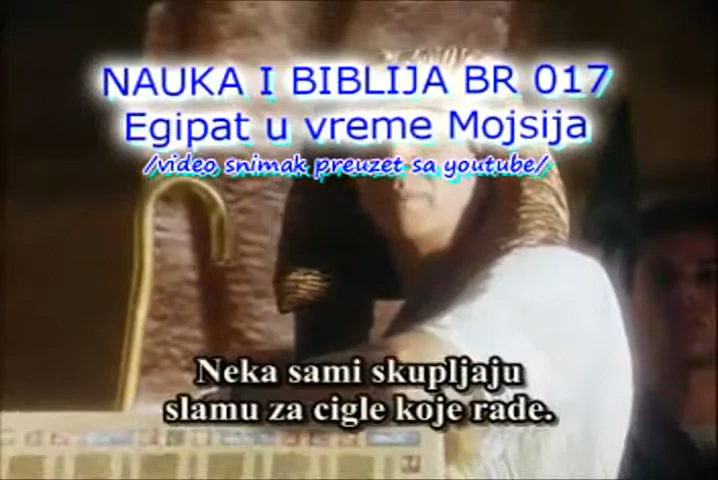 NAUKA I BIBLIJA BR 017
Egipat u vreme Mojsija
/video snimak preuzet sa youtube/
Neka sami skupljaju
slamu za cigle koje rade.